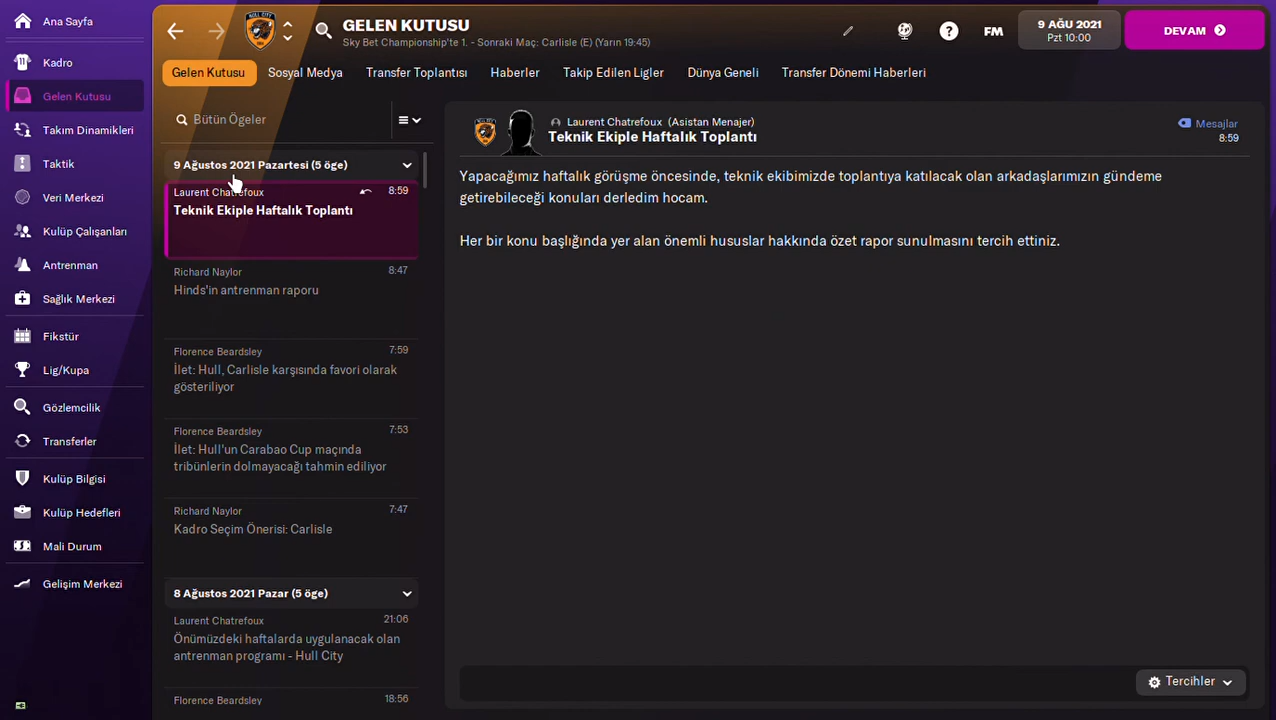 Ana Sayfa
Kadro
Gelen Kutusu
Takım Dinamikleri
Taktik
Veri Merkezi
Kulüp Çalışanları
Antrenman
Sağlık Merkezi
Fikstür
Lig/Kupa
Gözlemcilik
Transferler
Kulüp Bilgisi
Kulüp Hedefleri
Mali Durum
Gelişim Merkezi
HULL CITY
GELEN KUTUSU
Sky Bet Championship'te 1. - Sonraki Maç: Carlisle (E) (Yarın 19:45)
?
FM
9 AĞU 2021
Pzt 10:00
DEVAM
Gelen Kutusu
Sosyal Medya
Transfer Toplantısı
Haberler
Takip Edilen Ligler
Dünya Geneli
Transfer Dönemi Haberleri
Bütün Ögeler
9 Ağustos 2021 Pazartesi (5 öge)
Laurent Chatrefoux 8:59
Teknik Ekiple Haftalık Toplantı
Richard Naylor 8:47
Hinds'in antrenman raporu
Florence Beardsley 7:59
İlet: Hull, Carlisle karşısında favori olarak
gösteriliyor
Florence Beardsley 7:53
İlet: Hull'un Carabao Cup maçında
tribünlerin dolmayacağı tahmin ediliyor
Richard Naylor 7:47
Kadro Seçim Önerisi: Carlisle
8 Ağustos 2021 Pazar (5 öge)
Laurent Chatrefoux 21:06
Önümüzdeki haftalarda uygulanacak olan
antrenman programı - Hull City
Florence Beardsley 18:56
Laurent Chatrefoux (Asistan Menajer)
Teknik Ekiple Haftalık Toplantı
Mesajlar
8:59
Yapacağımız haftalık görüşme öncesinde, teknik ekibimizde toplantıya katılacak olan arkadaşlarımızın gündeme
getirebileceği konuları derledim hocam.
Her bir konu başlığında yer alan önemli hususlar hakkında özet rapor sunulmasını tercih ettiniz.
Tercihler